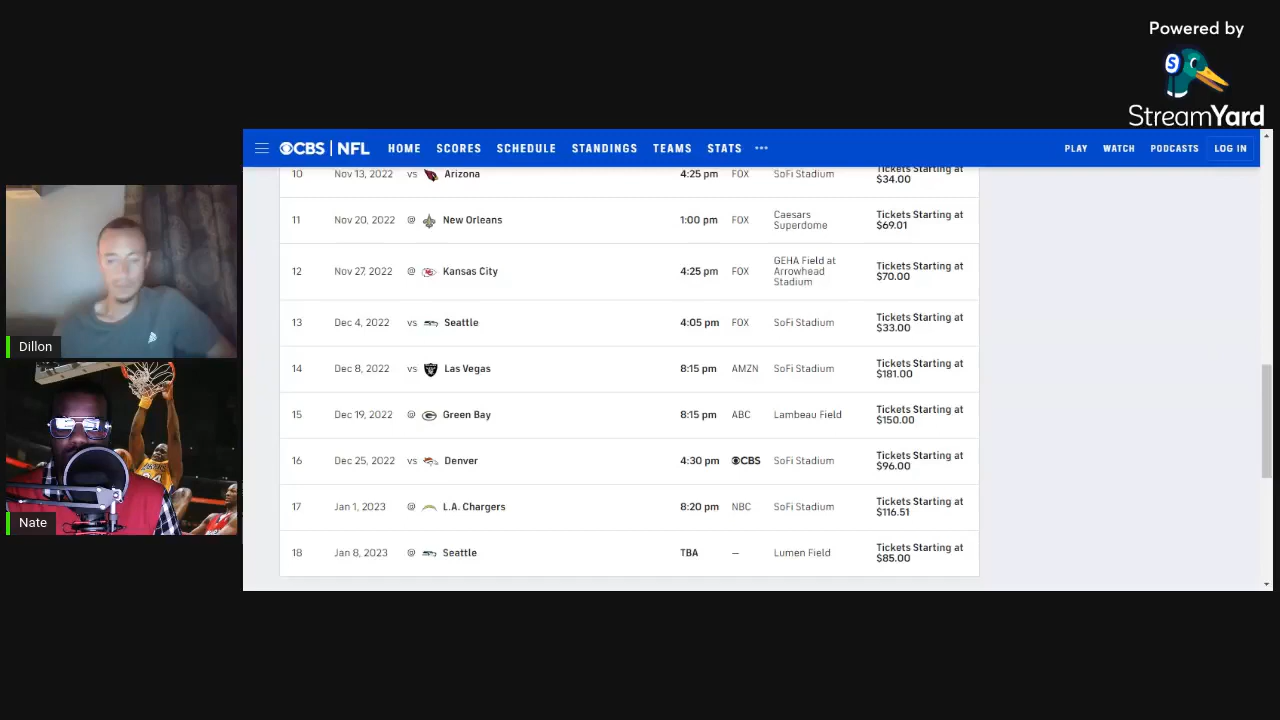 Powered by
S
StreamYard
CBS NFL HOME SCORES SCHEDULE STANDINGS TEAMS STATS ••• PLAY WATCH PODCASTS LOG IN
10 Nov 13, 2022 vs Arizona 4:25 pm FOX SoFi Stadium Tickets Starting at
$34.00
11 Nov 20, 2022 @ New Orleans 1:00 pm FOX Caesars Superdome Tickets Starting at
$69.01
12 Nov 27, 2022 @ Kansas City 4:25 pm FOX GEHA Field at Arrowhead Stadium Tickets Starting at
$70.00
13 Dec 4, 2022 vs Seattle 4:05 pm FOX SoFi Stadium Tickets Starting at
$33.00
14 Dec 8, 2022 vs Las Vegas 8:15 pm AMZN SoFi Stadium Tickets Starting at
$181.00
15 Dec 19, 2022 @ Green Bay 8:15 pm ABC Lambeau Field Tickets Starting at
$150.00
16 Dec 25, 2022 vs Denver 4:30 pm CBS SoFi Stadium Tickets Starting at
$96.00
17 Jan 1, 2023 @ L.A. Chargers 8:20 pm NBC SoFi Stadium Tickets Starting at
$116.51
18 Jan 8, 2023 @ Seattle TBA — Lumen Field Tickets Starting at
$85.00
Dillon
Nate